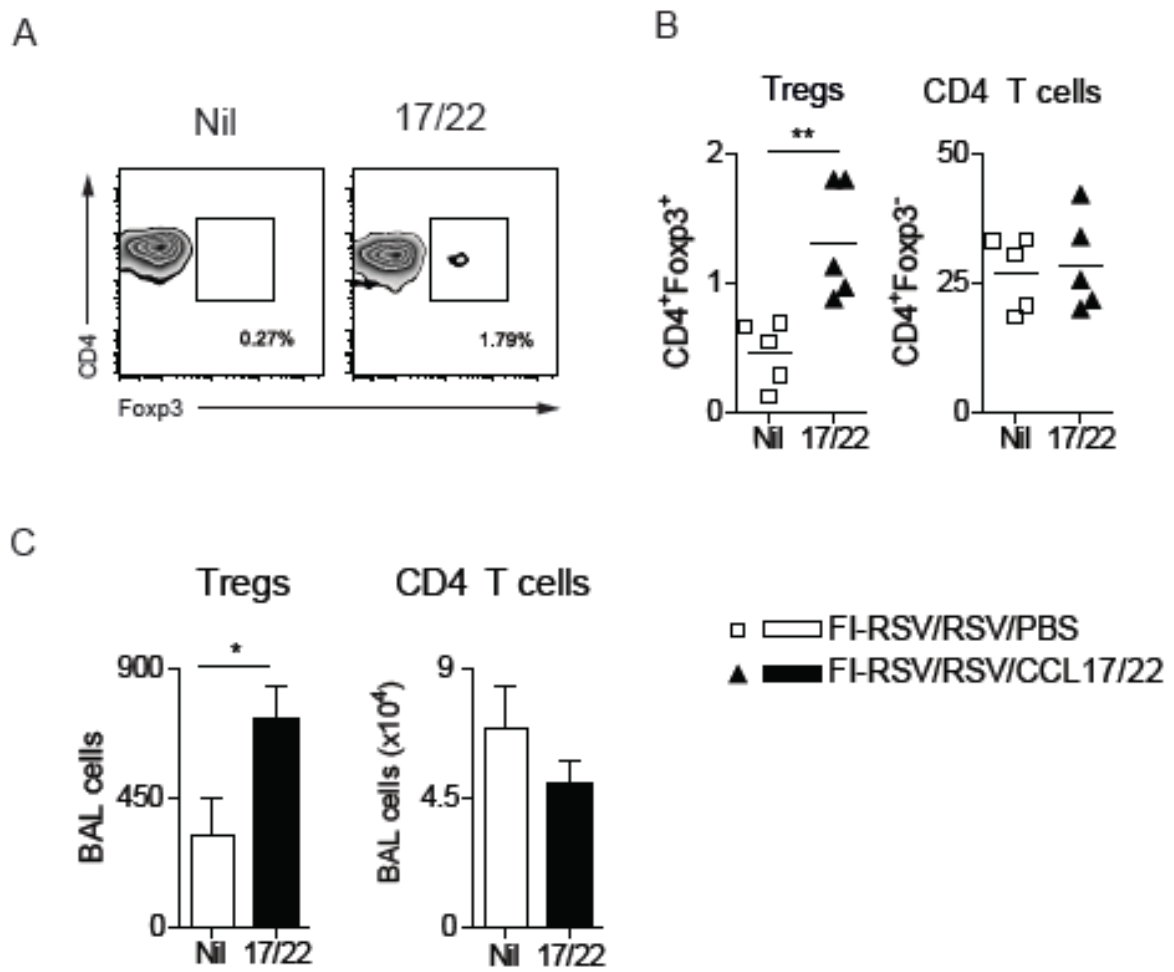 A
Nil
17/22
CD4
0.27%
1.79%
Foxp3
B
Tregs
CD4 T cells
**
CD4+Foxp3+
2
1
0
Nil 17/22
CD4+Foxp3-
50
25
0
Nil 17/22
C
Tregs
CD4 T cells
*
BAL cells
900
450
0
Nil 17/22
BAL cells (x10⁴)
9
4.5
0
Nil 17/22
FI-RSV/RSV/PBS
FI-RSV/RSV/CCL17/22